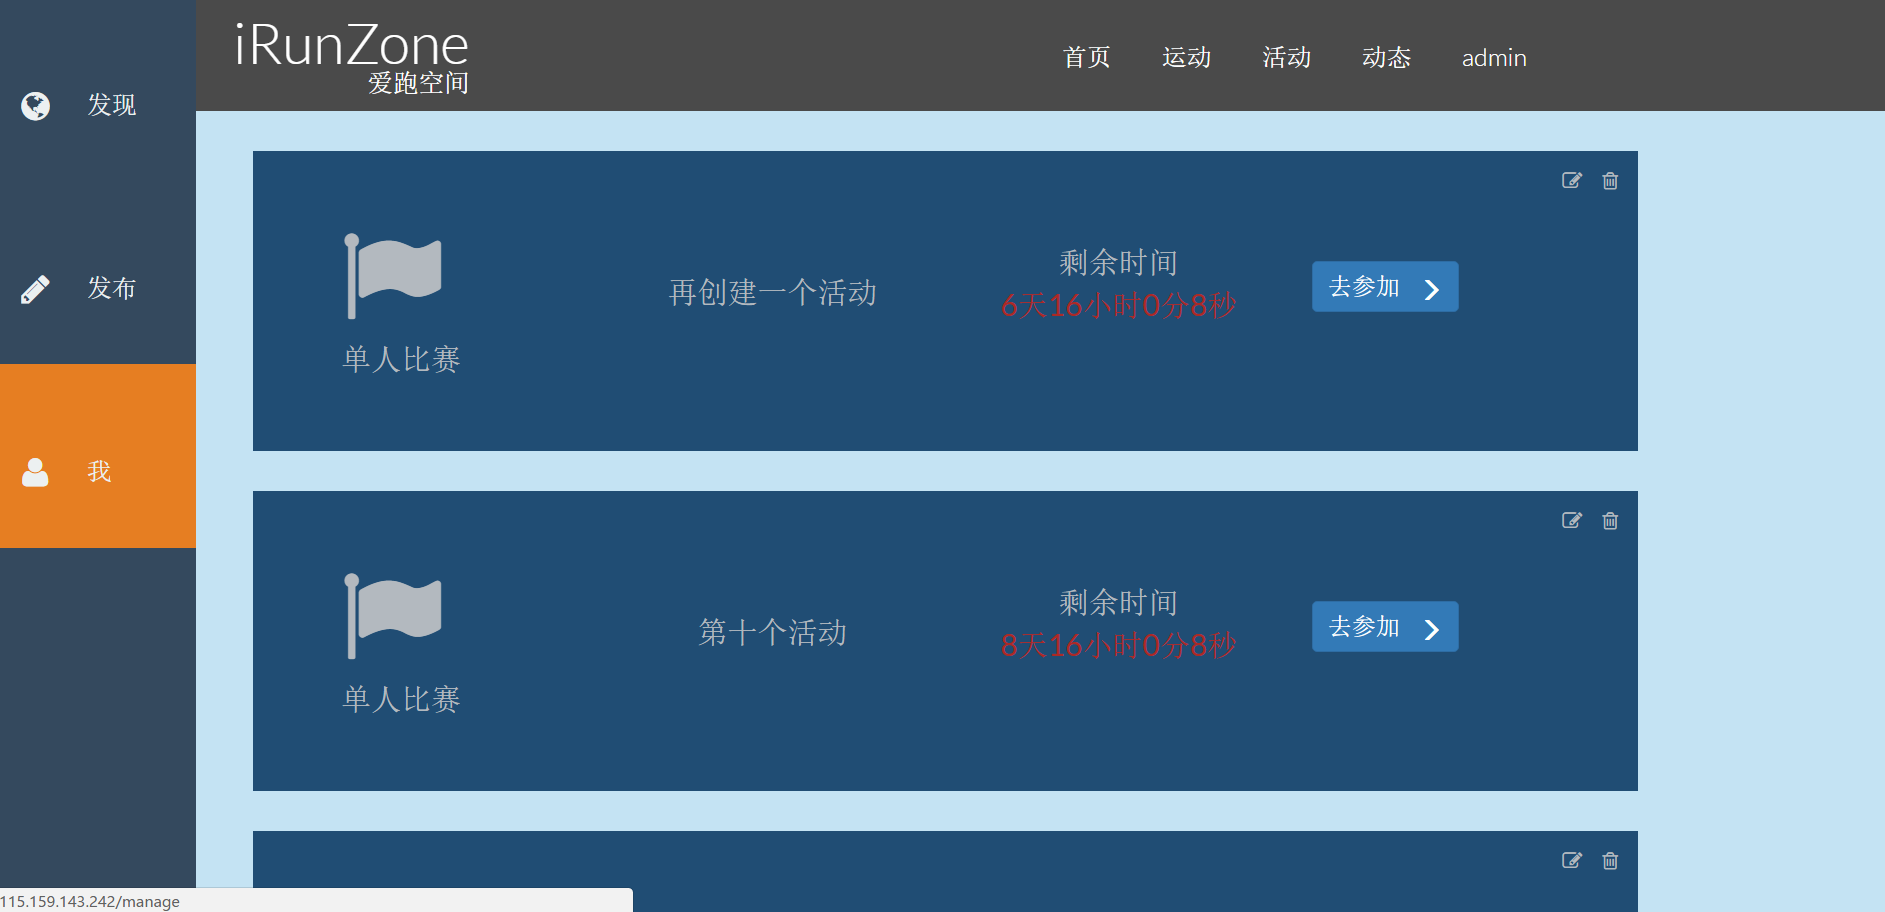 iRunZone
爱跑空间
首页 运动 活动 动态 admin
发现
发布
我
再创建一个活动
剩余时间
6天16小时0分8秒
去参加
单人比赛
第十个活动
剩余时间
8天16小时0分8秒
去参加
单人比赛
115.159.143.242/manage